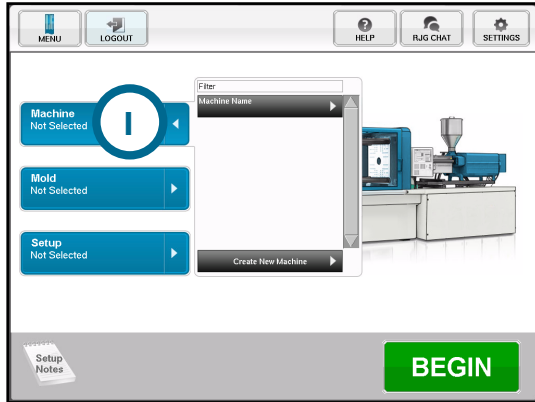 MENU
LOGOUT
HELP
RJG CHAT
SETTINGS
Filter
Machine
Not Selected
I
Machine Name
Mold
Not Selected
Setup
Not Selected
Create New Machine
Setup
Notes
BEGIN